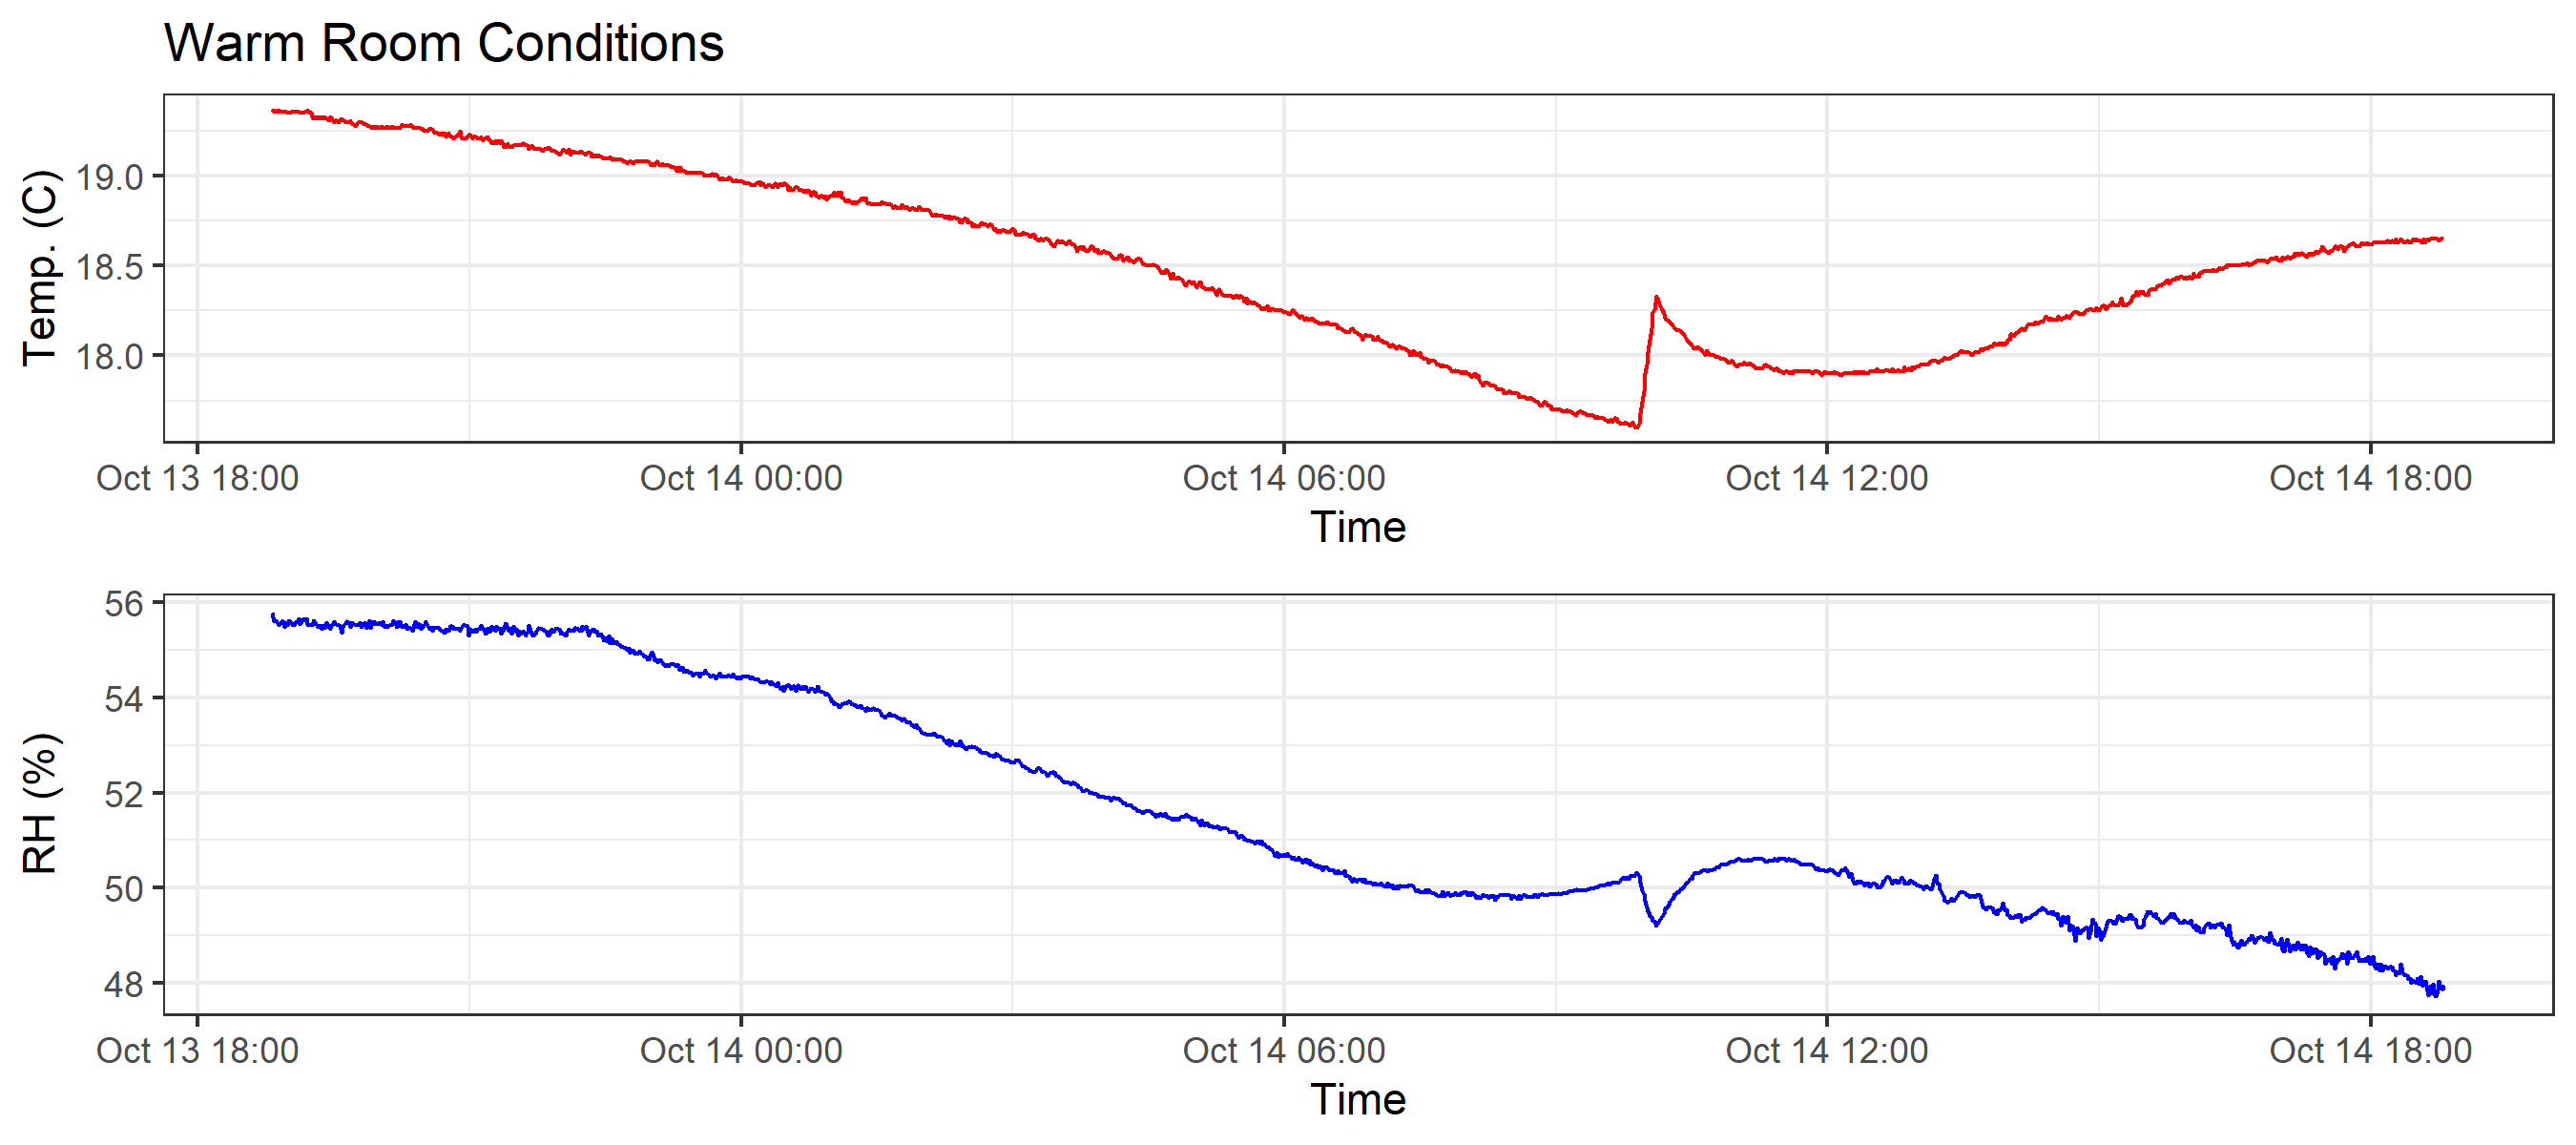 Warm Room Conditions
Temp. (C)
19.0
18.5
18.0
Oct 13 18:00 Oct 14 00:00 Oct 14 06:00 Oct 14 12:00 Oct 14 18:00
Time
RH (%)
56
54
52
50
48
Oct 13 18:00 Oct 14 00:00 Oct 14 06:00 Oct 14 12:00 Oct 14 18:00
Time